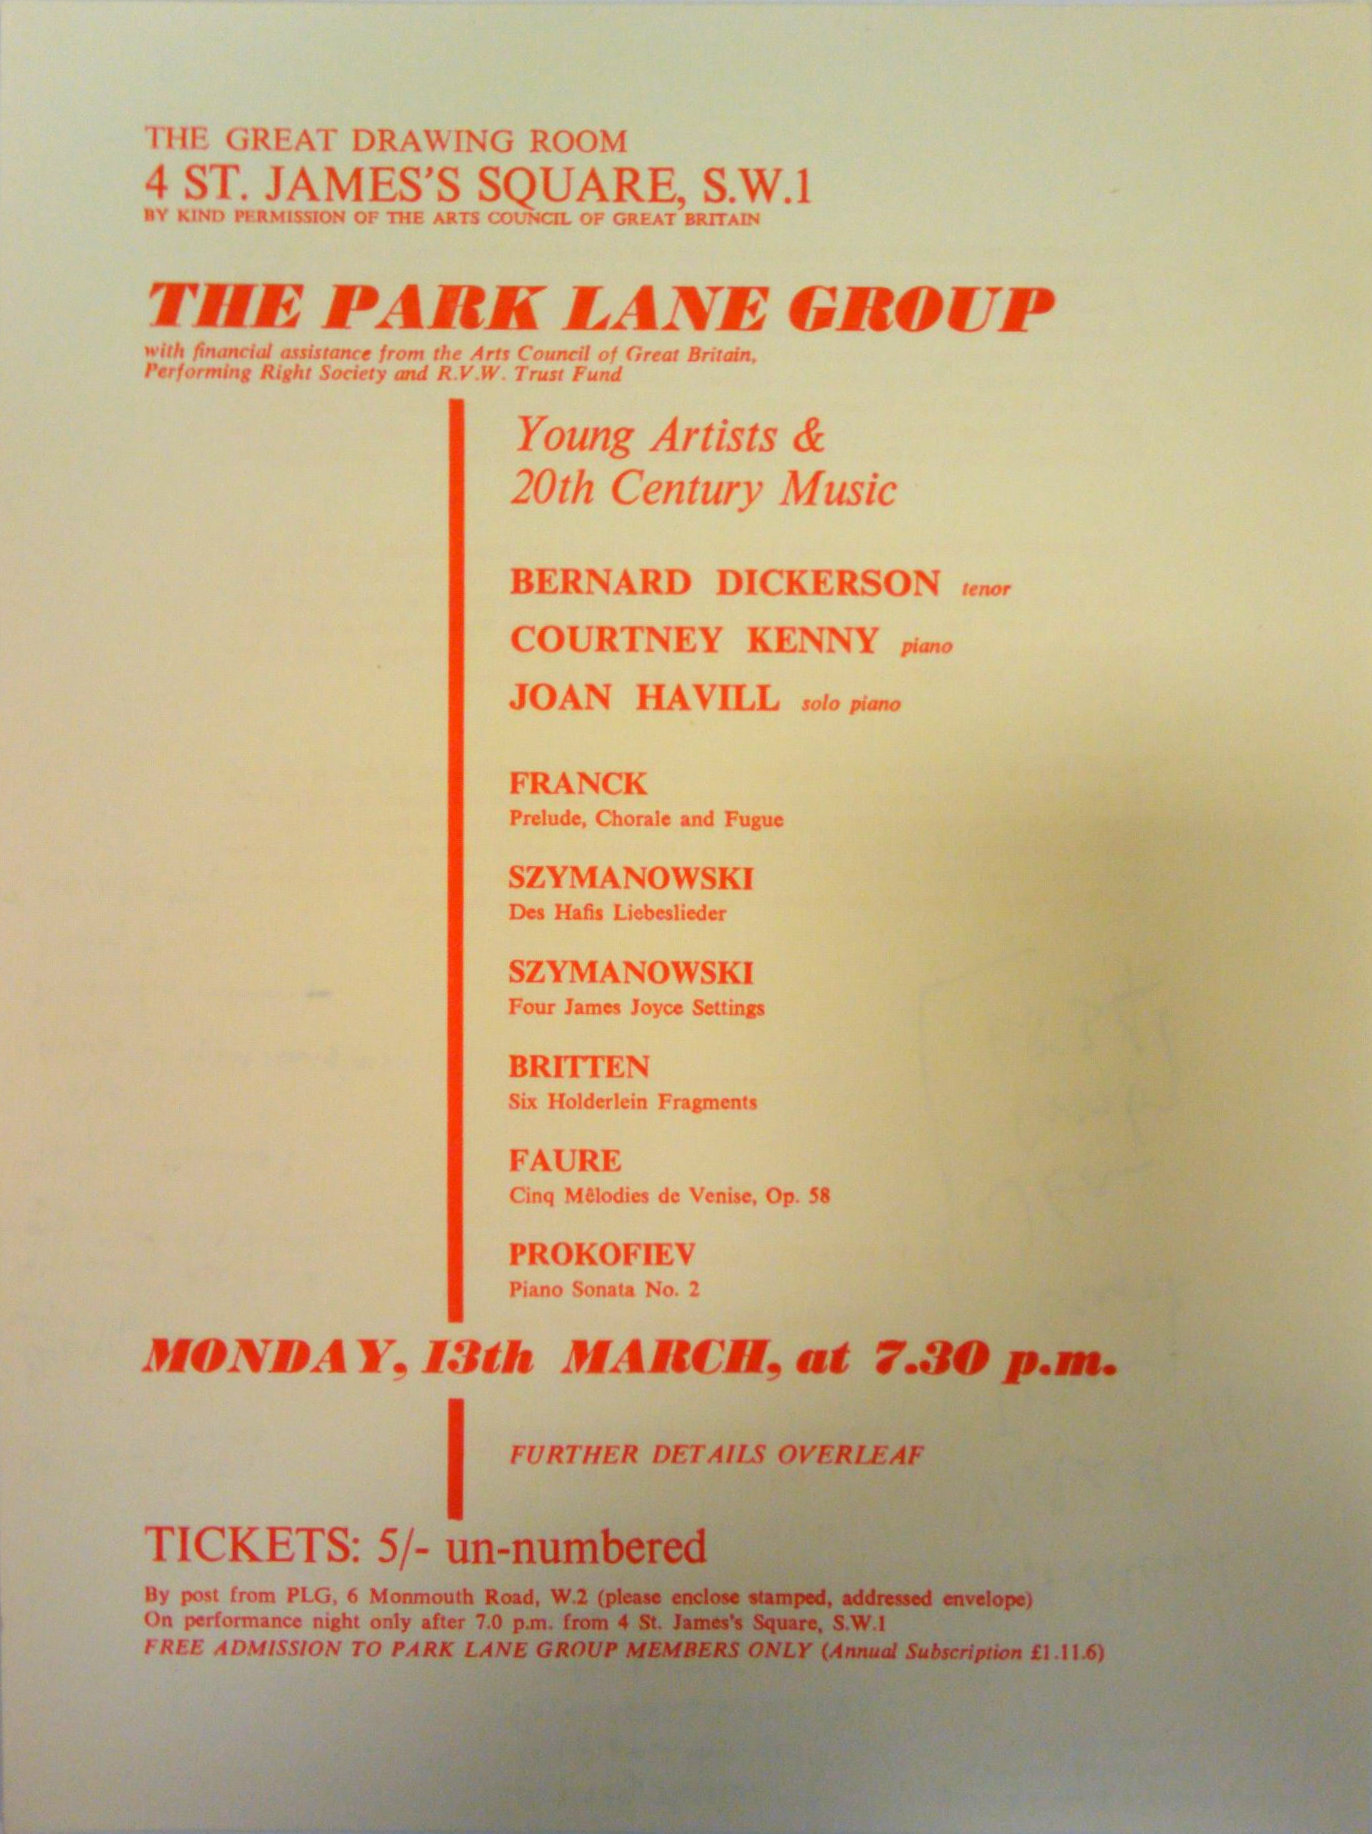 THE GREAT DRAWING ROOM
4 ST. JAMES'S SQUARE, S.W.1
BY KIND PERMISSION OF THE ARTS COUNCIL OF GREAT BRITAIN
THE PARK LANE GROUP
with financial assistance from the Arts Council of Great Britain,
Performing Right Society and R.V.W. Trust Fund
Young Artists &
20th Century Music
BERNARD DICKERSON tenor
COURTNEY KENNY piano
JOAN HAVILL solo piano
FRANCK
Prelude, Chorale and Fugue
SZYMANOWSKI
Des Hafis Liebeslieder
SZYMANOWSKI
Four James Joyce Settings
BRITTEN
Six Holderlein Fragments
FAURE
Cinq Mêlodies de Venise, Op. 58
PROKOFIEV
Piano Sonata No. 2
MONDAY, 13th MARCH, at 7.30 p.m.
FURTHER DETAILS OVERLEAF
TICKETS: 5/- un-numbered
By post from PLG, 6 Monmouth Road, W.2 (please enclose stamped, addressed envelope)
On performance night only after 7.0 p.m. from 4 St. James's Square, S.W.1
FREE ADMISSION TO PARK LANE GROUP MEMBERS ONLY (Annual Subscription £1.11.6)